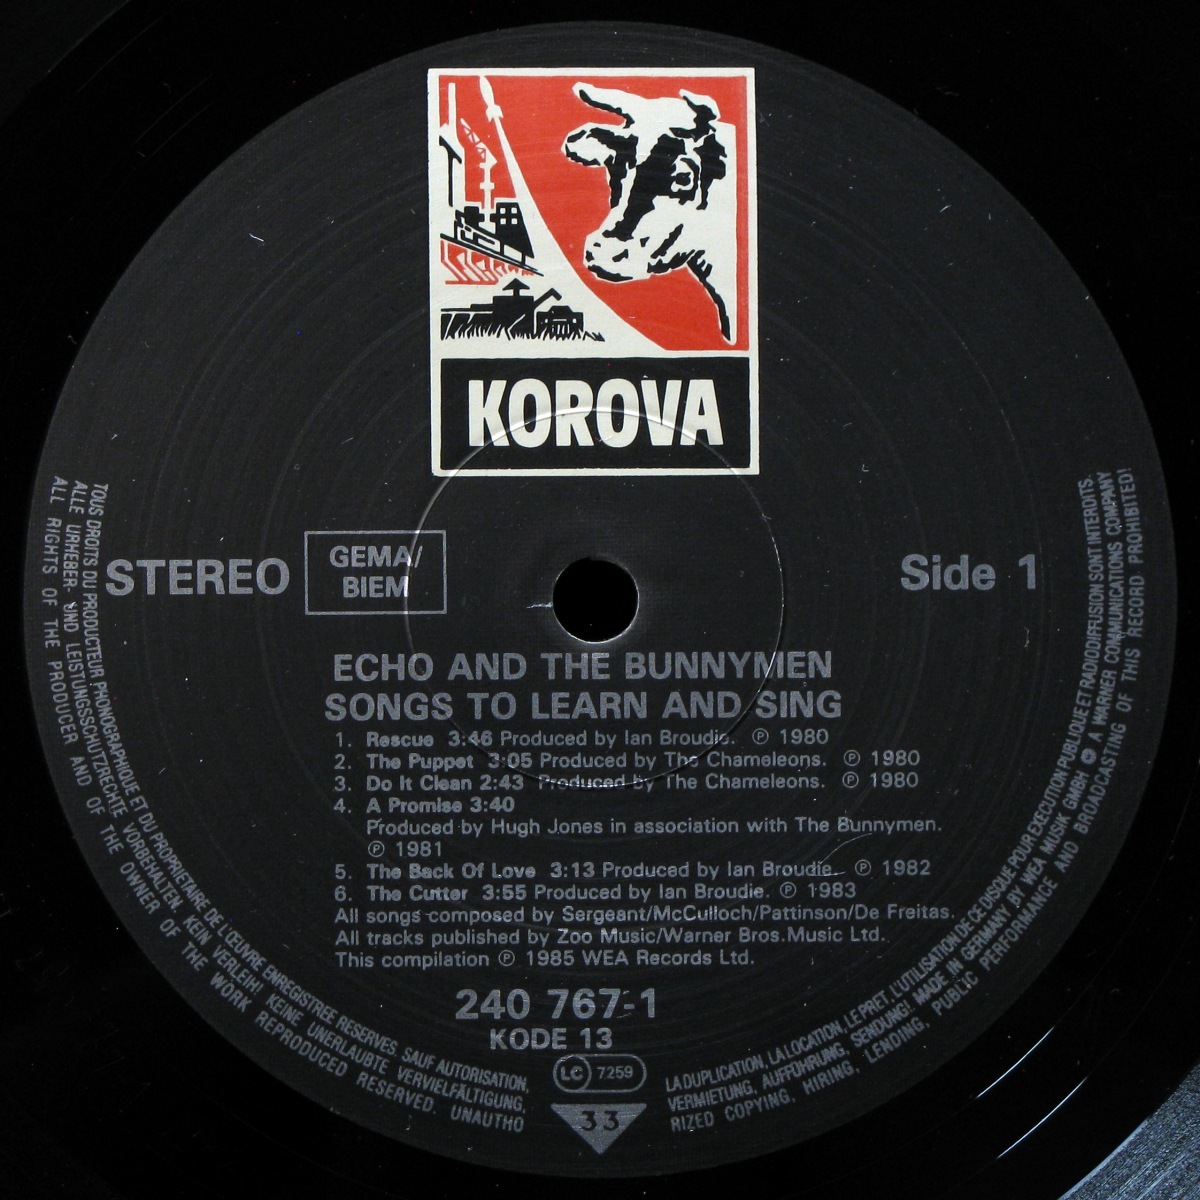 KOROVA
STEREO
GEMA/
BIEM
Side 1
ECHO AND THE BUNNYMEN
SONGS TO LEARN AND SING
1. Rescue 3:46 Produced by Ian Broudie. ℗ 1980
2. The Puppet 3:05 Produced by The Chameleons. ℗ 1980
3. Do It Clean 2:43 Produced by The Chameleons. ℗ 1980
4. A Promise 3:40
Produced by Hugh Jones in association with The Bunnymen.
℗ 1981
5. The Back Of Love 3:13 Produced by Ian Broudie. ℗ 1982
6. The Cutter 3:55 Produced by Ian Broudie. ℗ 1983
All songs composed by Sergeant/McCulloch/Pattinson/De Freitas.
All tracks published by Zoo Music/Warner Bros.Music Ltd.
This compilation ℗ 1985 WEA Records Ltd.
240 767-1
KODE 13
LC 7259
33
TOUS DROITS DU PRODUCTEUR PHONOGRAPHIQUE ET DU PROPRIETAIRE DE L'ŒUVRE ENREGISTREE RESERVES. SAUF AUTORISATION, LA DUPLICATION, LA LOCATION, LE PRET, L'UTILISATION DE CE DISQUE POUR EXECUTION PUBLIQUE ET RADIODIFFUSION SONT INTERDITS.
ALLE URHEBER- UND LEISTUNGSSCHUTZRECHTE VORBEHALTEN. KEIN VERLEIH! KEINE UNERLAUBTE VERVIELFÄLTIGUNG, VERMIETUNG, AUFFÜHRUNG, SENDUNG! MADE IN GERMANY BY WEA MUSIK GMBH A WARNER COMMUNICATIONS COMPANY
ALL RIGHTS OF THE PRODUCER AND OF THE OWNER OF THE WORK REPRODUCED RESERVED. UNAUTHORIZED COPYING, HIRING, LENDING, PUBLIC PERFORMANCE AND BROADCASTING OF THIS RECORD PROHIBITED!